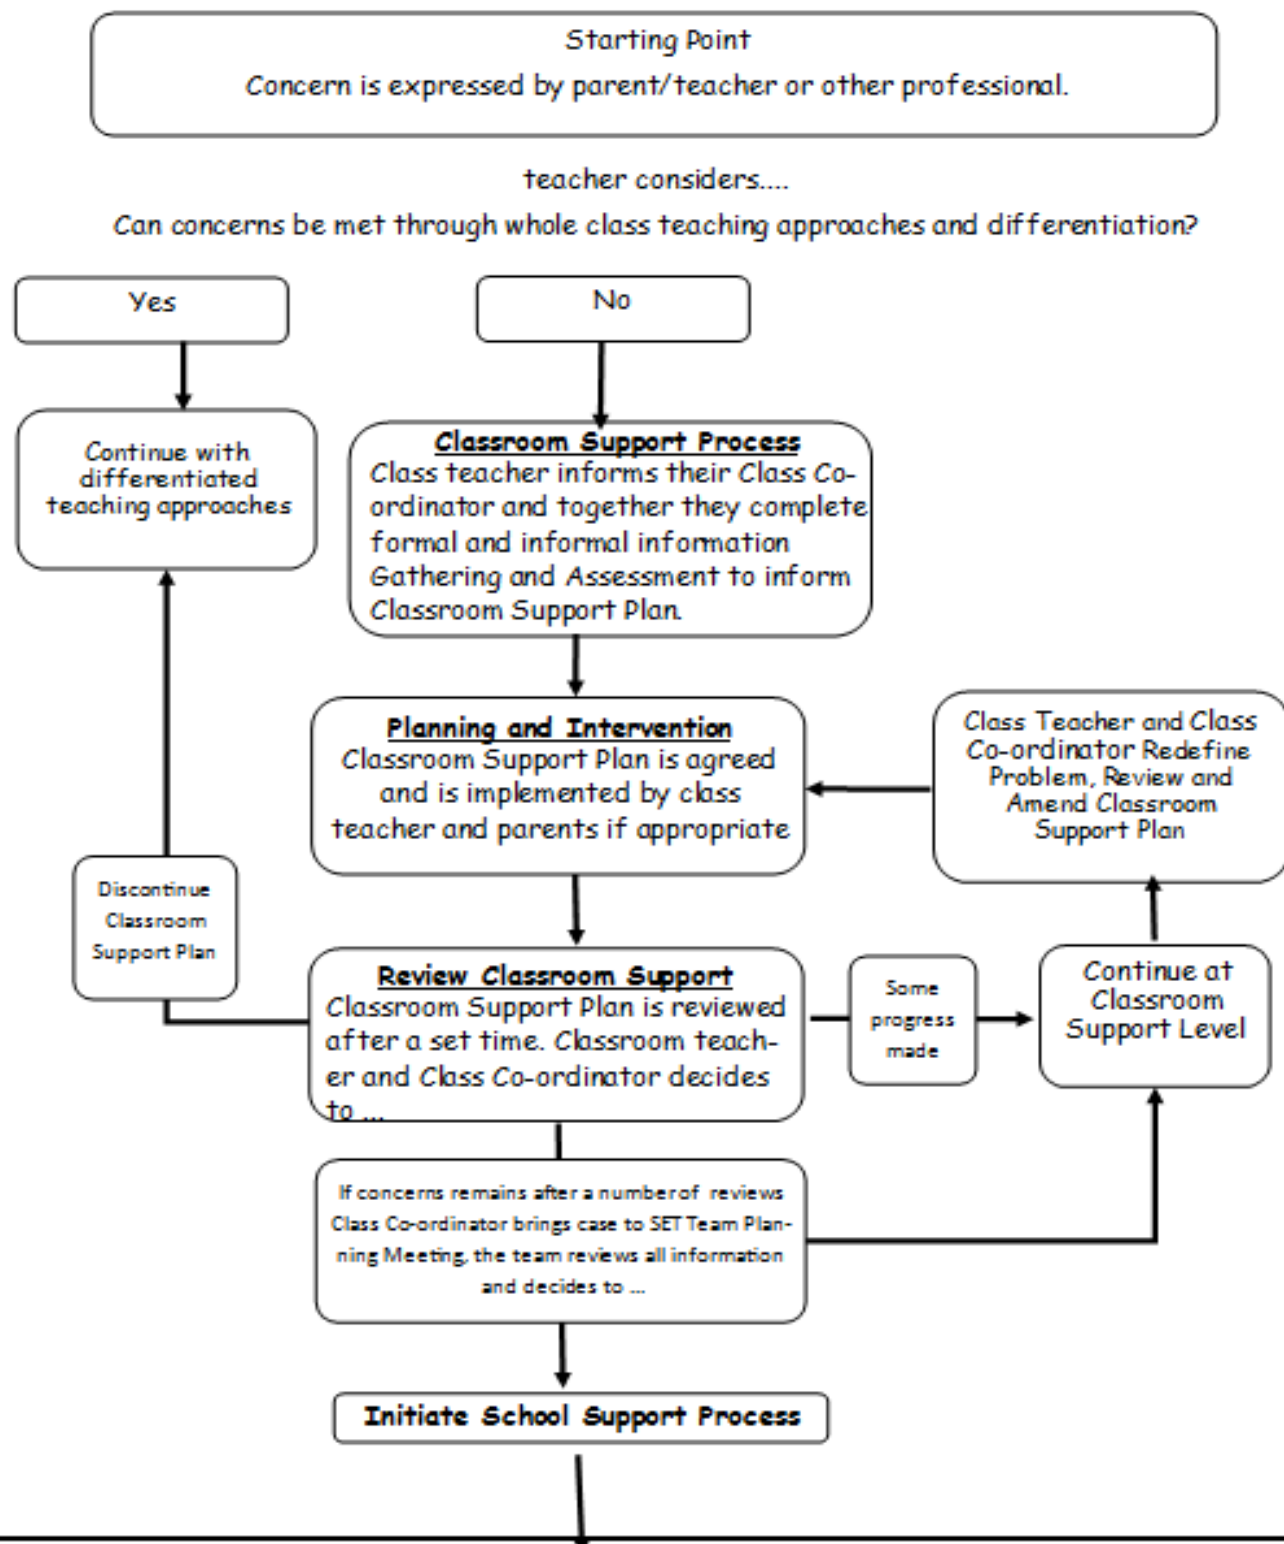 Starting Point
Concern is expressed by parent/teacher or other professional.
teacher considers....
Can concerns be met through whole class teaching approaches and differentiation?
Yes
No
Continue with
differentiated
teaching approaches
Classroom Support Process
Class teacher informs their Class Co-
ordinator and together they complete
formal and informal information
Gathering and Assessment to inform
Classroom Support Plan.
Planning and Intervention
Classroom Support Plan is agreed
and is implemented by class
teacher and parents if appropriate
Class Teacher and Class
Co-ordinator Redefine
Problem, Review and
Amend Classroom
Support Plan
Discontinue
Classroom
Support Plan
Review Classroom Support
Classroom Support Plan is reviewed
after a set time. Classroom teach-
er and Class Co-ordinator decides
to ...
Some
progress
made
Continue at
Classroom
Support Level
If concerns remains after a number of reviews
Class Co-ordinator brings case to SET Team Plan-
ning Meeting, the team reviews all information
and decides to ...
Initiate School Support Process